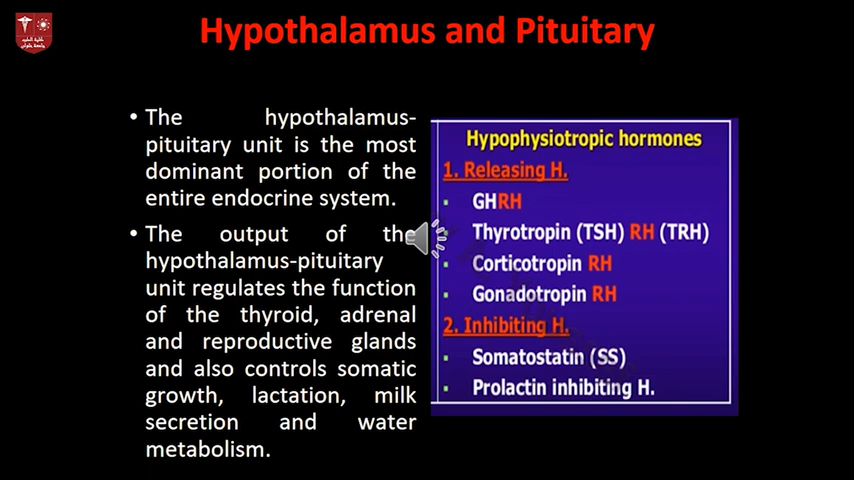 Hypothalamus and Pituitary
• The hypothalamus-
pituitary unit is the most
dominant portion of the
entire endocrine system.
• The output of the
hypothalamus-pituitary
unit regulates the function
of the thyroid, adrenal
and reproductive glands
and also controls somatic
growth, lactation, milk
secretion and water
metabolism.
Hypophysiotropic hormones
1. Releasing H.
GHRH
Thyrotropin (TSH) RH (TRH)
Corticotropin RH
Gonadotropin RH
2. Inhibiting H.
Somatostatin (SS)
Prolactin inhibiting H.